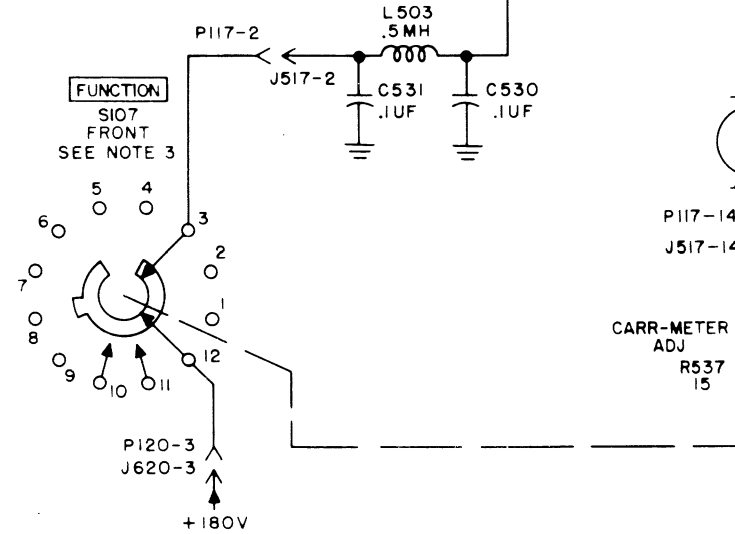 L503
.5MH
P117-2
J517-2
C531
.1UF
C530
.1UF
FUNCTION
S107
FRONT
SEE NOTE 3
5
4
3
6
2
7
1
8
12
9
10
11
P117-14
J517-14
CARR-METER
ADJ
R537
15
P120-3
J620-3
+180V